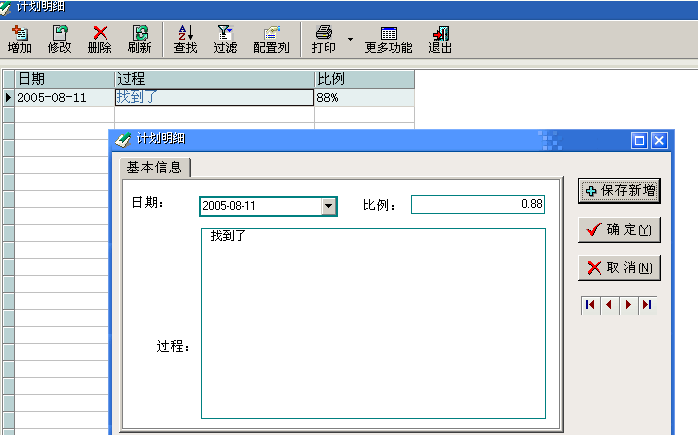 计划明细
增加 修改 删除 刷新 查找 过滤 配置列 打印 更多功能 退出
日期 过程 比例
2005-08-11 找到了 88%
计划明细
基本信息
日期： 2005-08-11 比例： 0.88
保存新增
找到了
确定(Y)
取消(N)
过程：